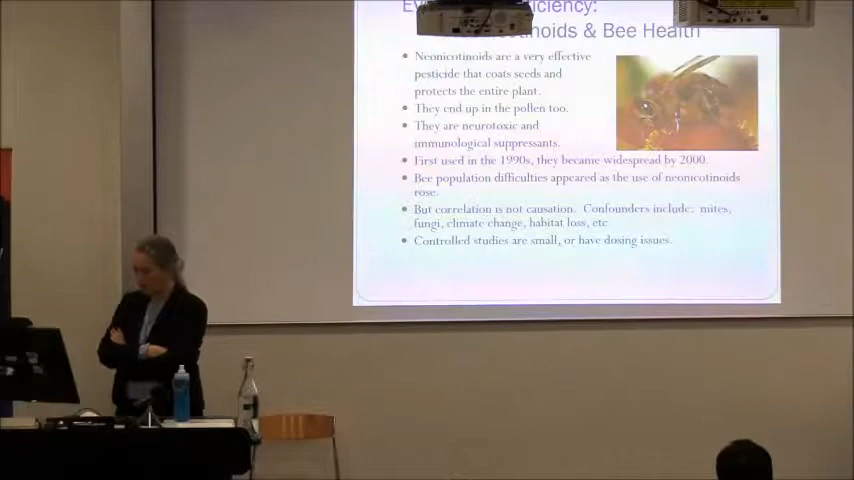 iciency:
inoids & Bee Health
Neonicotinoids are a very effective
pesticide that coats seeds and
protects the entire plant.
They end up in the pollen too.
They are neurotoxic and
immunological suppressants.
First used in the 1990s, they became widespread by 2000.
Bee population difficulties appeared as the use of neonicotinoids
rose.
But correlation is not causation. Confounders include: mites,
fungi, climate change, habitat loss, etc
Controlled studies are small, or have dosing issues.